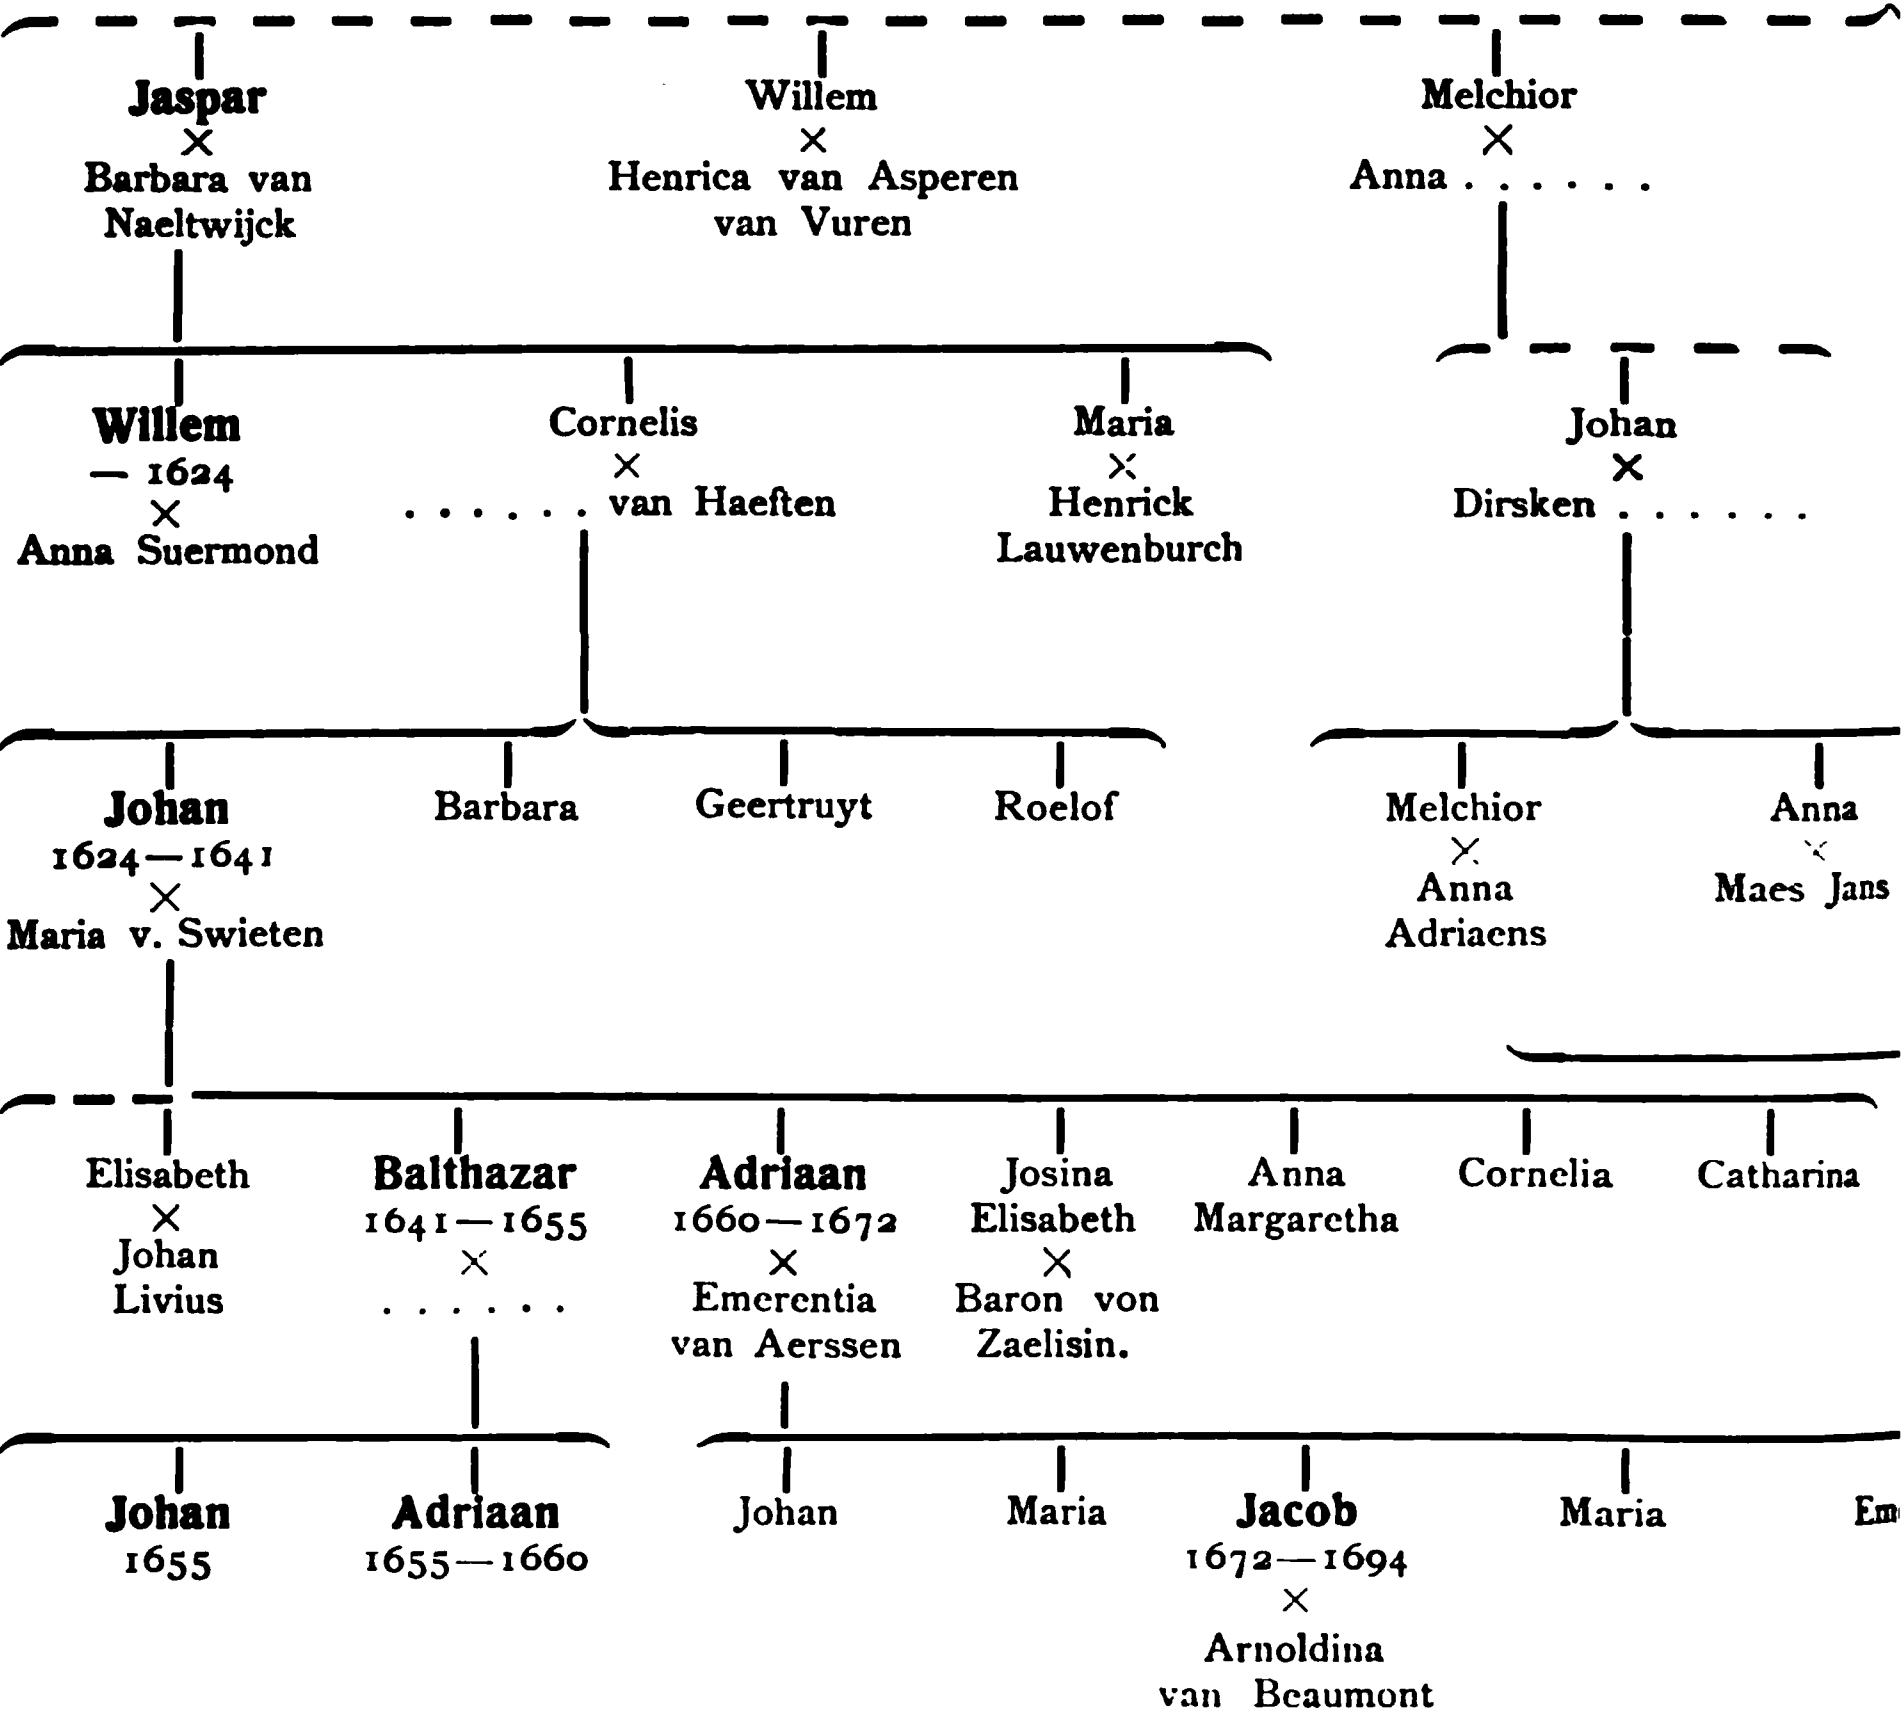 Jaspar
×
Barbara van
Naeltwijck
Willem
×
Henrica van Asperen
van Vuren
Melchior
×
Anna . . . . . .
Willem
— 1624
×
Anna Suermond
Cornelis
×
. . . . . . van Haeften
Maria
×
Henrick
Lauwenburch
Johan
×
Dirsken . . . . . .
Johan
1624—1641
×
Maria v. Swieten
Barbara
Geertruyt
Roelof
Melchior
×
Anna
Adriaens
Anna
×
Maes Jans
Elisabeth
×
Johan
Livius
Balthazar
1641—1655
×
. . . . . .
Adriaan
1660—1672
×
Emerentia
van Aerssen
Josina
Elisabeth
×
Baron von
Zaelisin.
Anna
Margaretha
Cornelia
Catharina
Johan
1655
Adriaan
1655—1660
Johan
Maria
Jacob
1672—1694
×
Arnoldina
van Beaumont
Maria